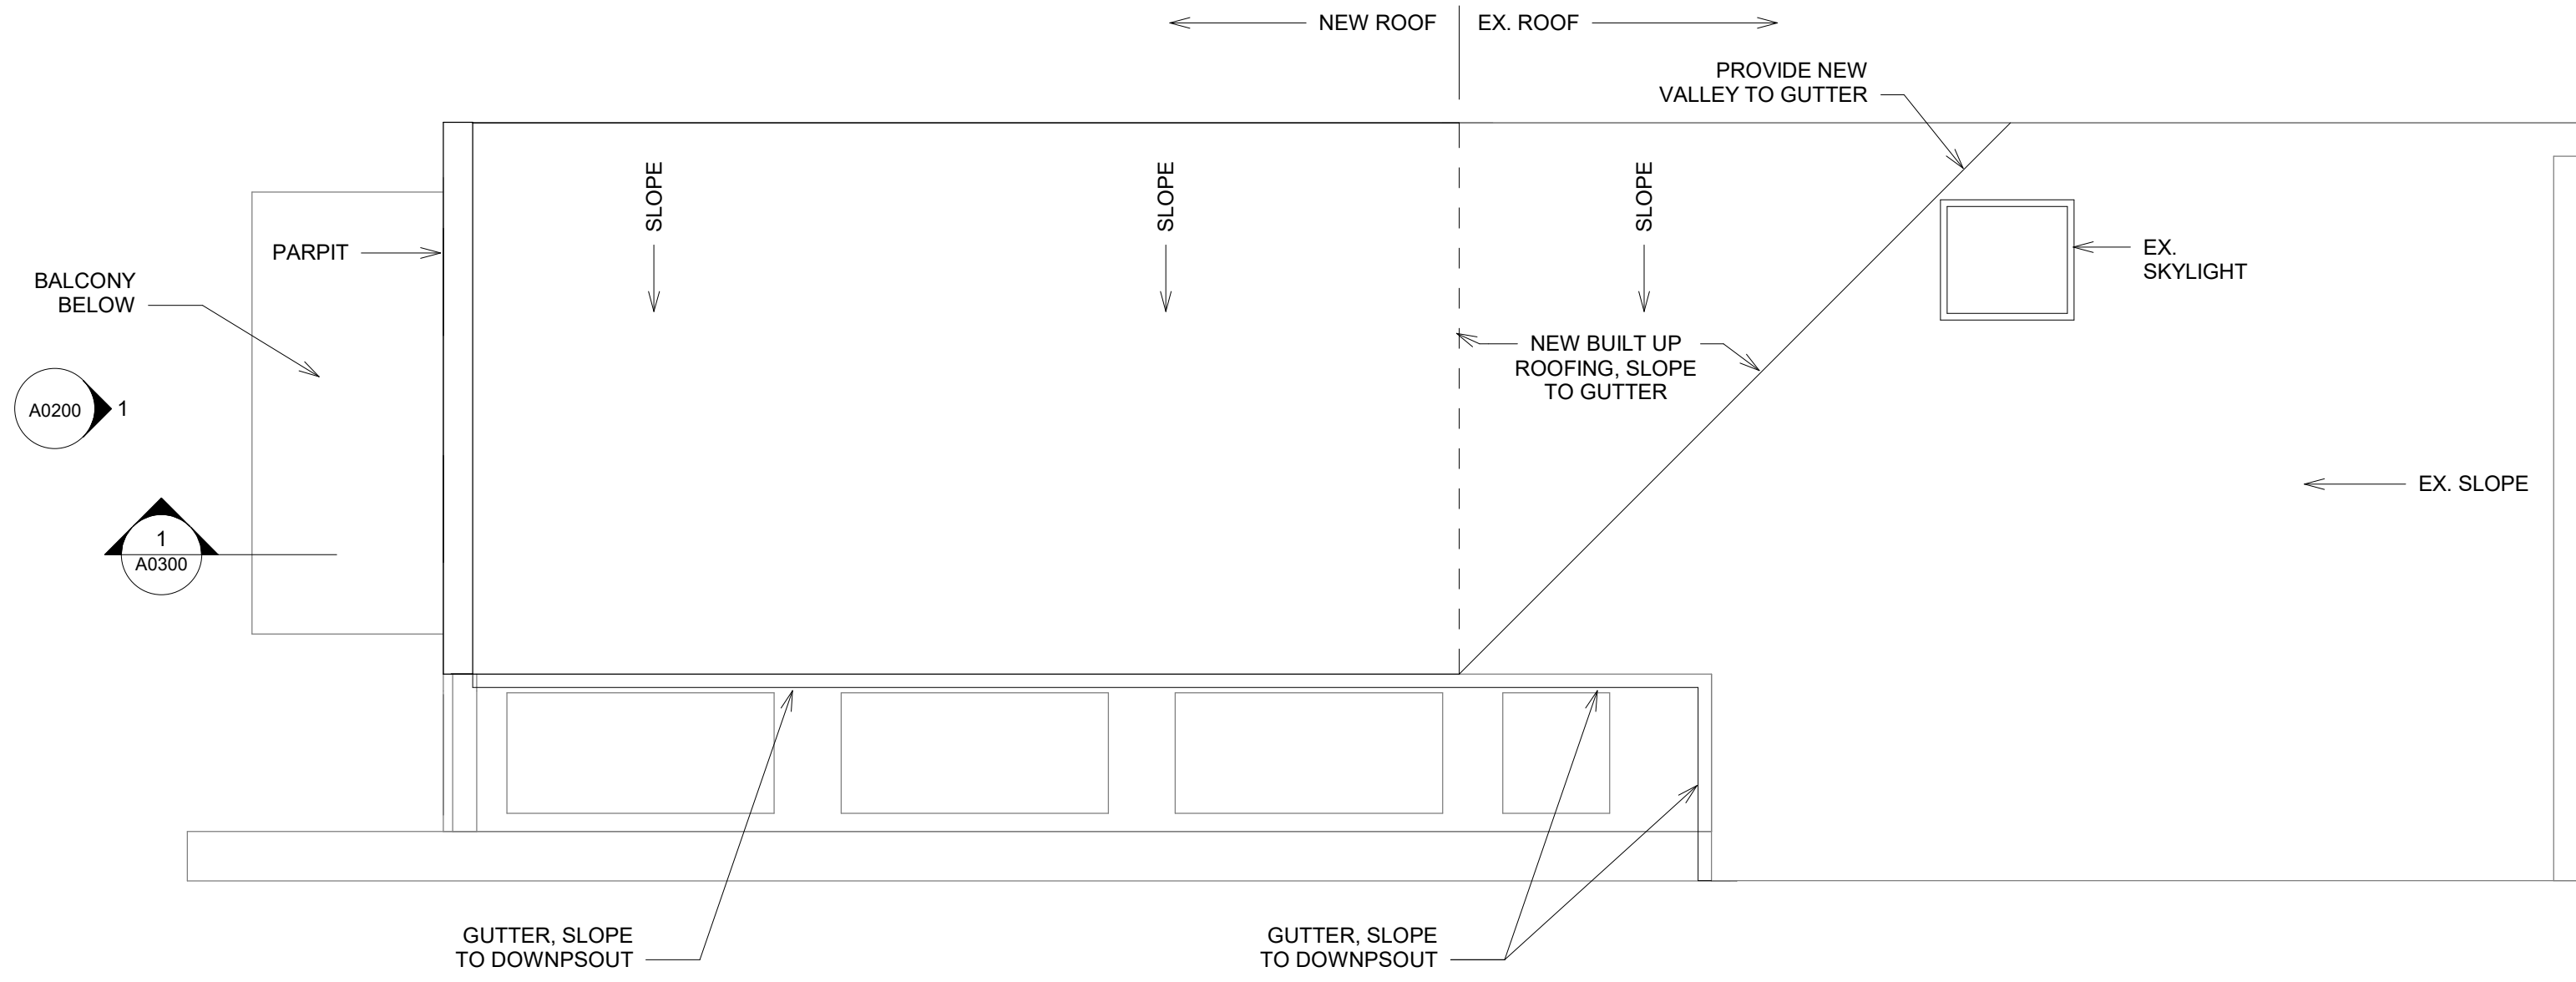 NEW ROOF
EX. ROOF
PROVIDE NEW
VALLEY TO GUTTER
SLOPE
SLOPE
SLOPE
PARPIT
BALCONY
BELOW
EX.
SKYLIGHT
NEW BUILT UP
ROOFING, SLOPE
TO GUTTER
A0200
1
EX. SLOPE
1
A0300
GUTTER, SLOPE
TO DOWNPSOUT
GUTTER, SLOPE
TO DOWNPSOUT